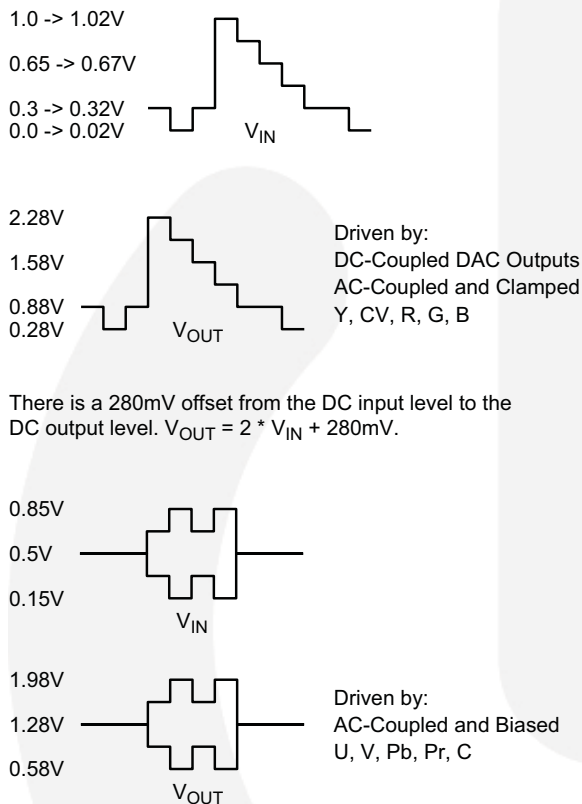 1.0 -> 1.02V
0.65 -> 0.67V
0.3 -> 0.32V
0.0 -> 0.02V
VIN
2.28V
1.58V
0.88V
0.28V
VOUT
Driven by:
DC-Coupled DAC Outputs
AC-Coupled and Clamped
Y, CV, R, G, B
There is a 280mV offset from the DC input level to the
DC output level. VOUT = 2 * VIN + 280mV.
0.85V
0.5V
0.15V
VIN
1.98V
1.28V
0.58V
VOUT
Driven by:
AC-Coupled and Biased
U, V, Pb, Pr, C